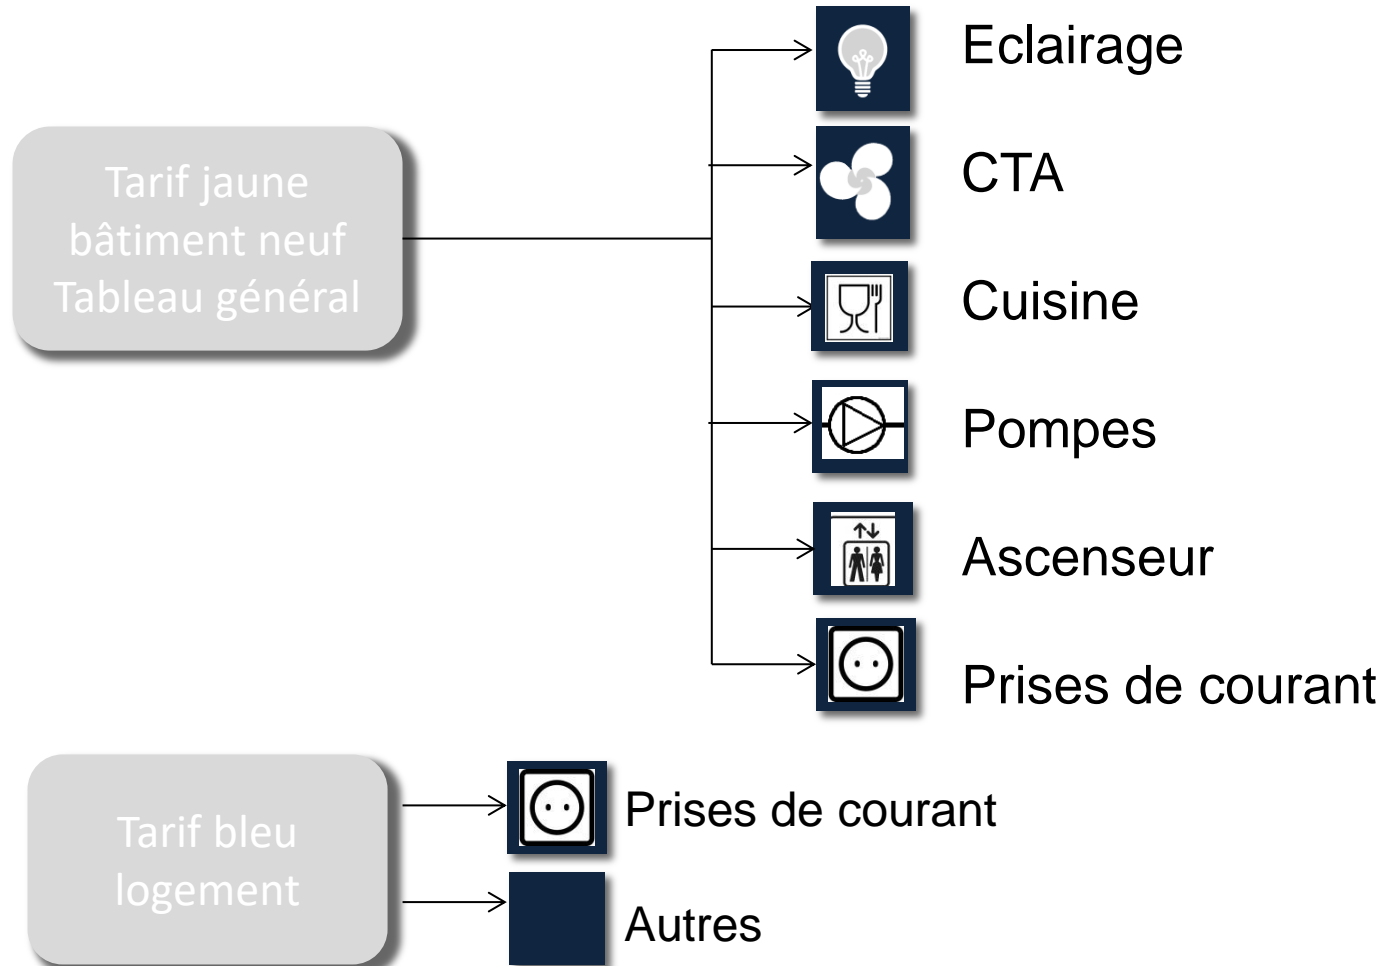 Eclairage
Tarif jaune
bâtiment neuf
Tableau général
CTA
Cuisine
Pompes
Ascenseur
Prises de courant
Tarif bleu
logement
Prises de courant
Autres